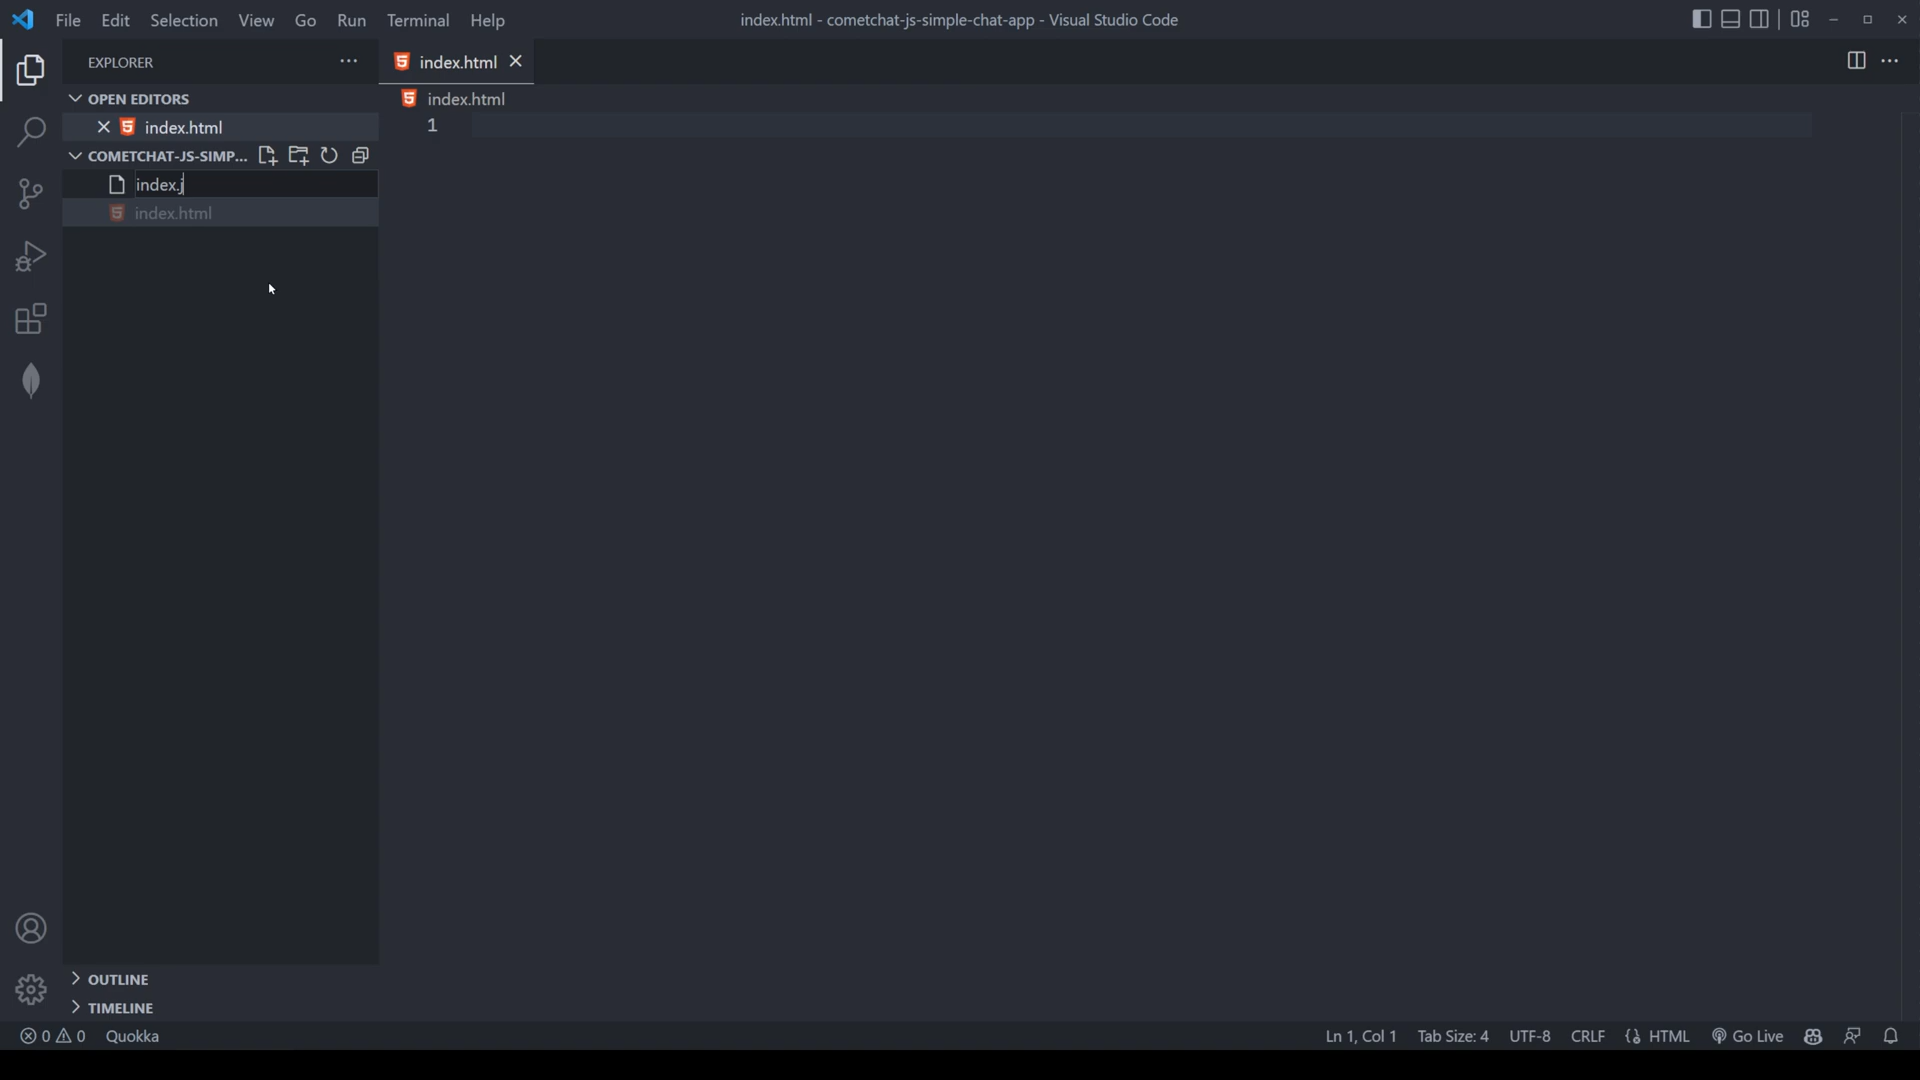 File Edit Selection View Go Run Terminal Help
index.html - cometchat-js-simple-chat-app - Visual Studio Code
EXPLORER
index.html
OPEN EDITORS
index.html
index.html
1
COMETCHAT-JS-SIMP...
index.j
index.html
OUTLINE
TIMELINE
0 0 Quokka
Ln 1, Col 1 Tab Size: 4 UTF-8 CRLF {} HTML Go Live